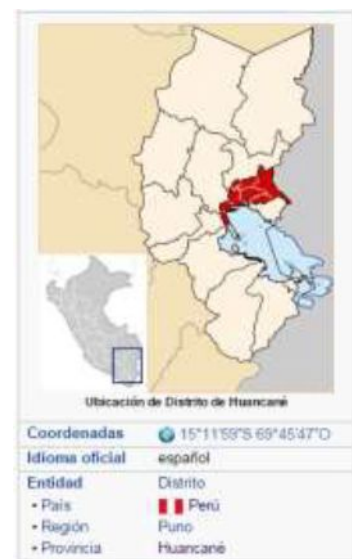 Ubicación de Distrito de Huancané
Coordenadas 15°11′59″S 69°45′47″O
Idioma oficial español
Entidad Distrito
• País Perú
• Región Puno
• Provincia Huancané